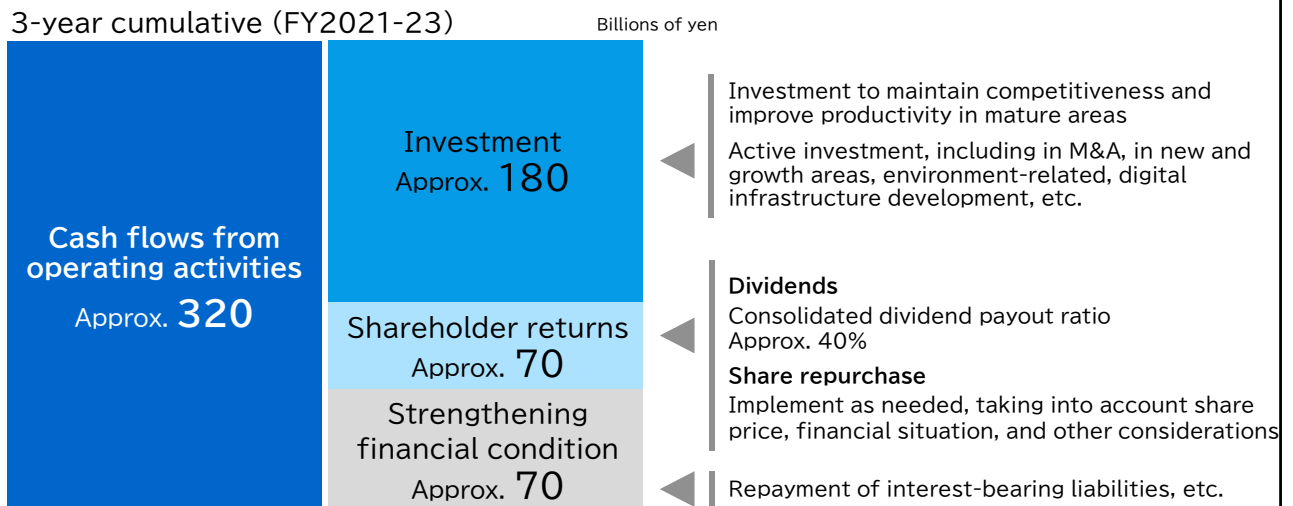 3-year cumulative (FY2021-23)
Billions of yen
Cash flows from
operating activities
Approx. 320
Investment
Approx. 180
Shareholder returns
Approx. 70
Strengthening
financial condition
Approx. 70
Investment to maintain competitiveness and
improve productivity in mature areas
Active investment, including in M&A, in new and
growth areas, environment-related, digital
infrastructure development, etc.
Dividends
Consolidated dividend payout ratio
Approx. 40%
Share repurchase
Implement as needed, taking into account share
price, financial situation, and other considerations
Repayment of interest-bearing liabilities, etc.